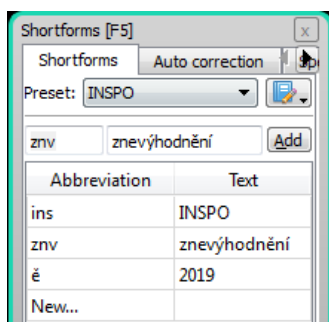 Shortforms [F5] x
Shortforms Auto correction
Preset: INSPO
znv znevýhodnění Add
Abbreviation Text
ins INSPO
znv znevýhodnění
ě 2019
New...